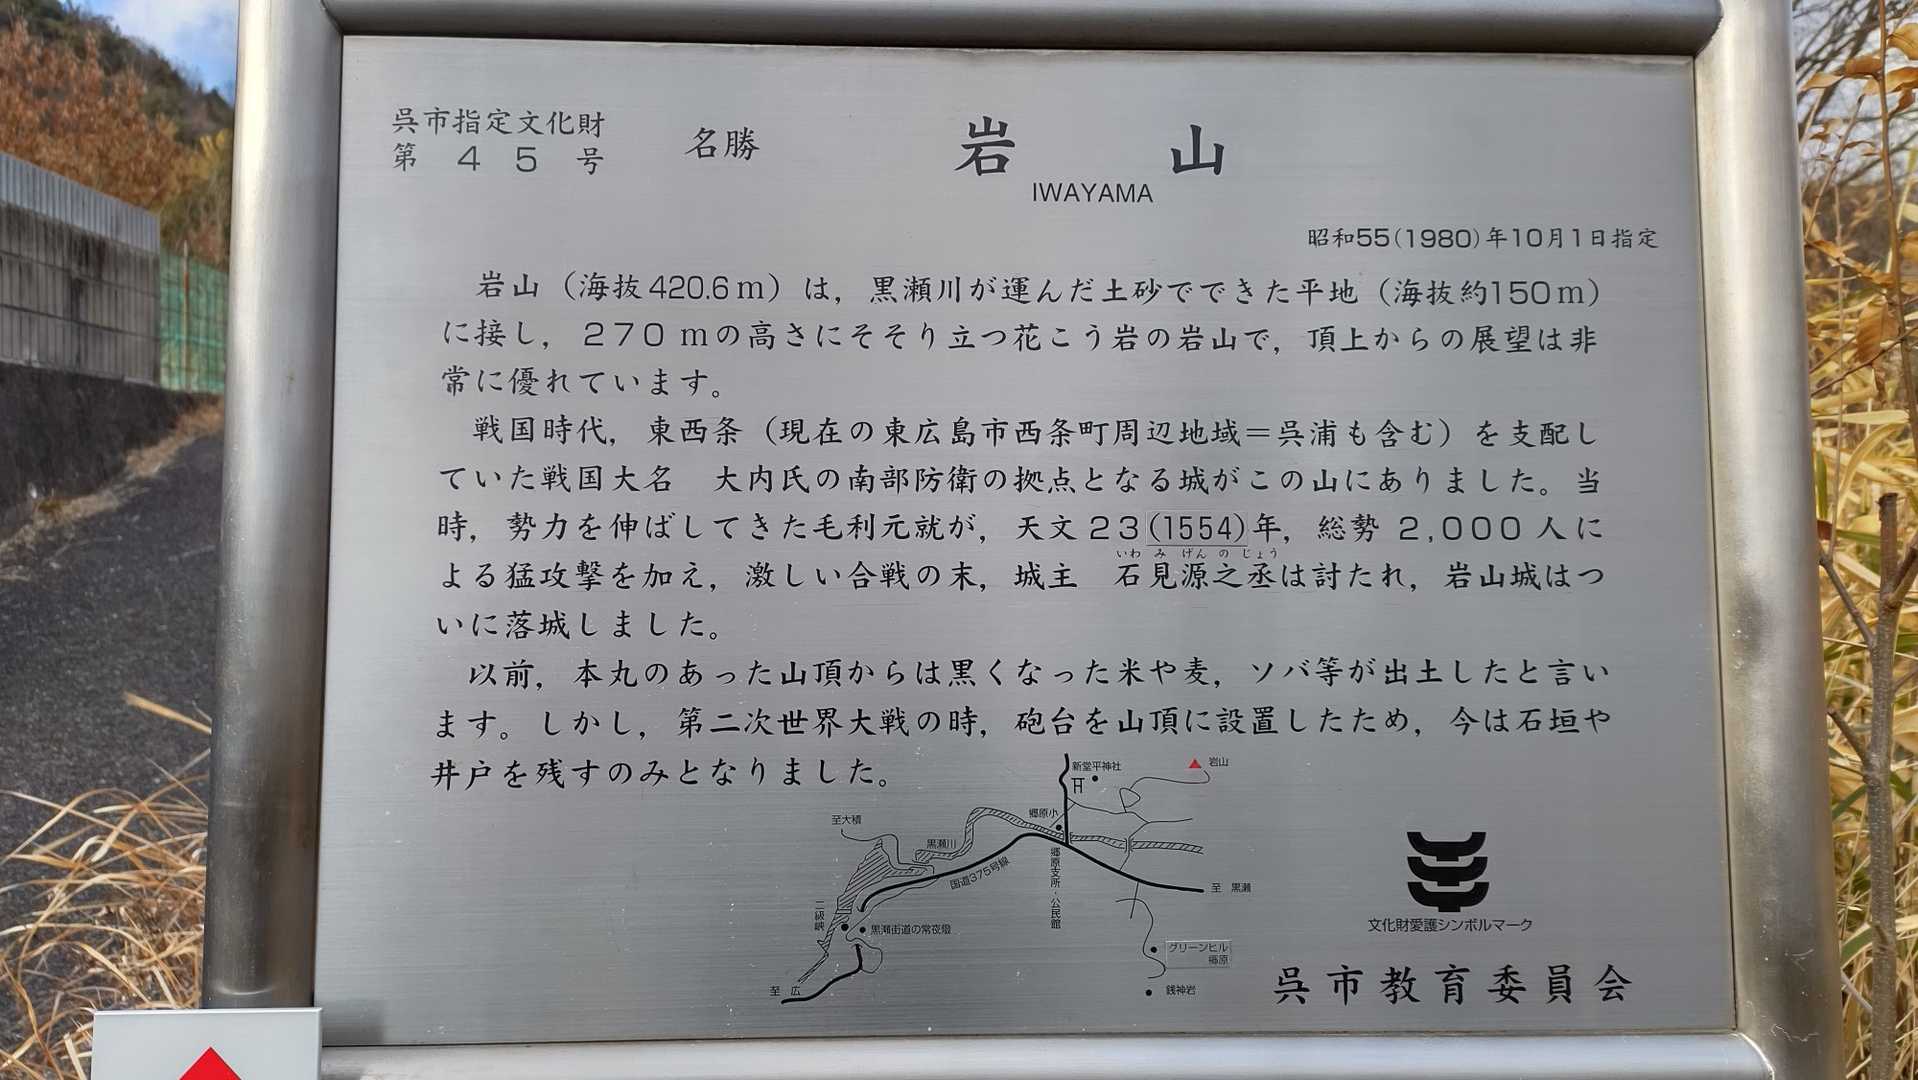 呉市指定文化財
第45号
名勝
岩山
IWAYAMA
昭和55(1980)年10月1日指定
岩山（海抜420.6m）は，黒瀬川が運んだ土砂でできた平地（海抜約150m）
に接し，270mの高さにそそり立つ花こう岩の岩山で，頂上からの展望は非
常に優れています。
戦国時代，東西条（現在の東広島市西条町周辺地域＝呉浦も含む）を支配し
ていた戦国大名　大内氏の南部防衛の拠点となる城がこの山にありました。当
時，勢力を伸ばしてきた毛利元就が，天文23(1554)年，総勢 2,000人に
いわみげんのじょう
よる猛攻撃を加え，激しい合戦の末，城主　石見源之丞は討たれ，岩山城はつ
いに落城しました。
以前，本丸のあった山頂からは黒くなった米や麦，ソバ等が出土したと言い
ます。しかし，第二次世界大戦の時，砲台を山頂に設置したため，今は石垣や
井戸を残すのみとなりました。
新堂平神社
岩山
至大積
郷原小
黒瀬川
国道375号線
郷原支所・公民館
至 黒瀬
二級峡
黒瀬街道の常夜燈
グリーンヒル
郷原
至 広
銭神岩
文化財愛護シンボルマーク
呉市教育委員会